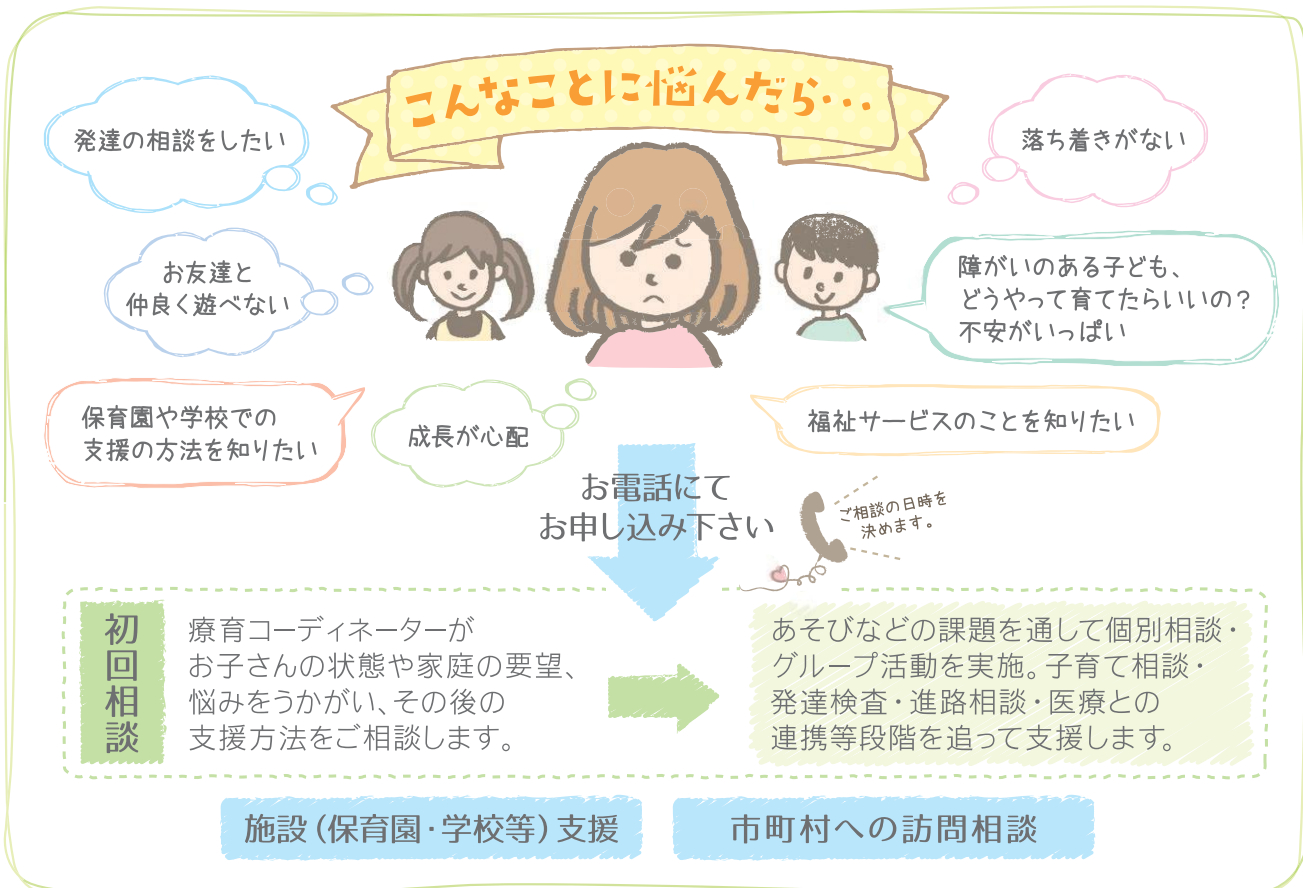 こんなことに悩んだら・・・
発達の相談をしたい
落ち着きがない
お友達と
仲良く遊べない
障がいのある子ども、
どうやって育てたらいいの？
不安がいっぱい
保育園や学校での
支援の方法を知りたい
成長が心配
福祉サービスのことを知りたい
お電話にて
お申し込み下さい
ご相談の日時を
決めます。
初回相談
療育コーディネーターが
お子さんの状態や家庭の要望、
悩みをうかがい、その後の
支援方法をご相談します。
あそびなどの課題を通して個別相談・
グループ活動を実施。子育て相談・
発達検査・進路相談・医療との
連携等段階を追って支援します。
施設（保育園・学校等）支援
市町村への訪問相談